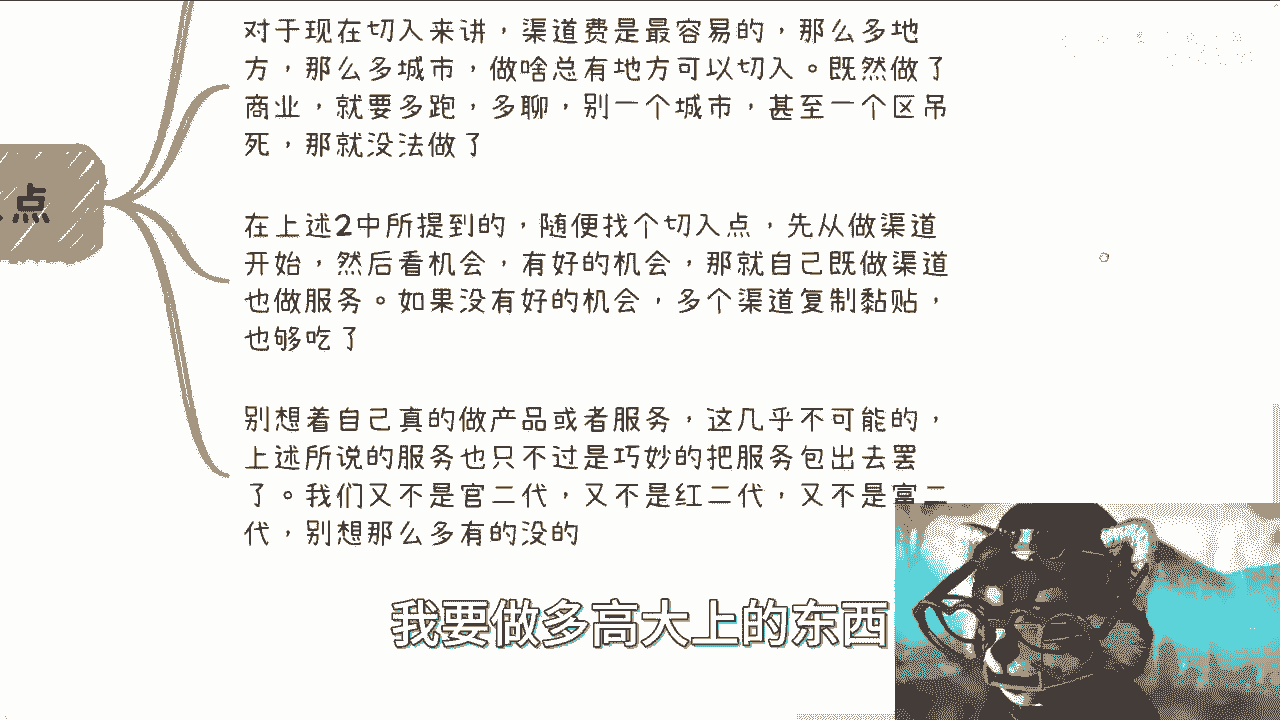 对于现在切入来讲，渠道费是最容易的，那么多地
方，那么多城市，做啥总有地方可以切入。既然做了
商业，就要多跑，多聊，别一个城市，甚至一个区吊
死，那就没法做了
点
在上述2中所提到的，随便找个切入点，先从做渠道
开始，然后看机会，有好的机会，那就自己既做渠道
也做服务。如果没有好的机会，多个渠道复制黏贴，
也够吃了
别想着自己真的做产品或者服务，这几乎不可能的，
上述所说的服务也只不过是巧妙的把服务包出去罢
了。我们又不是官二代，又不是红二代，又不是富二
代，别想那么多有的没的
我要做多高大上的东西